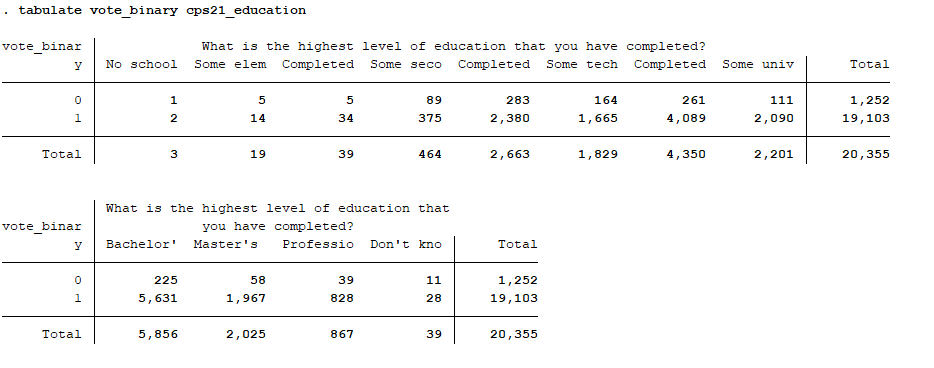 . tabulate vote_binary cps21_education
vote_binar What is the highest level of education that you have completed?
y No school Some elem Completed Some seco Completed Some tech Completed Some univ Total
0 1 5 5 89 283 164 261 111 1,252
1 2 14 34 375 2,380 1,665 4,089 2,090 19,103
Total 3 19 39 464 2,663 1,829 4,350 2,201 20,355
What is the highest level of education that
vote_binar you have completed?
y Bachelor' Master's Professio Don't kno Total
0 225 58 39 11 1,252
1 5,631 1,967 828 28 19,103
Total 5,856 2,025 867 39 20,355